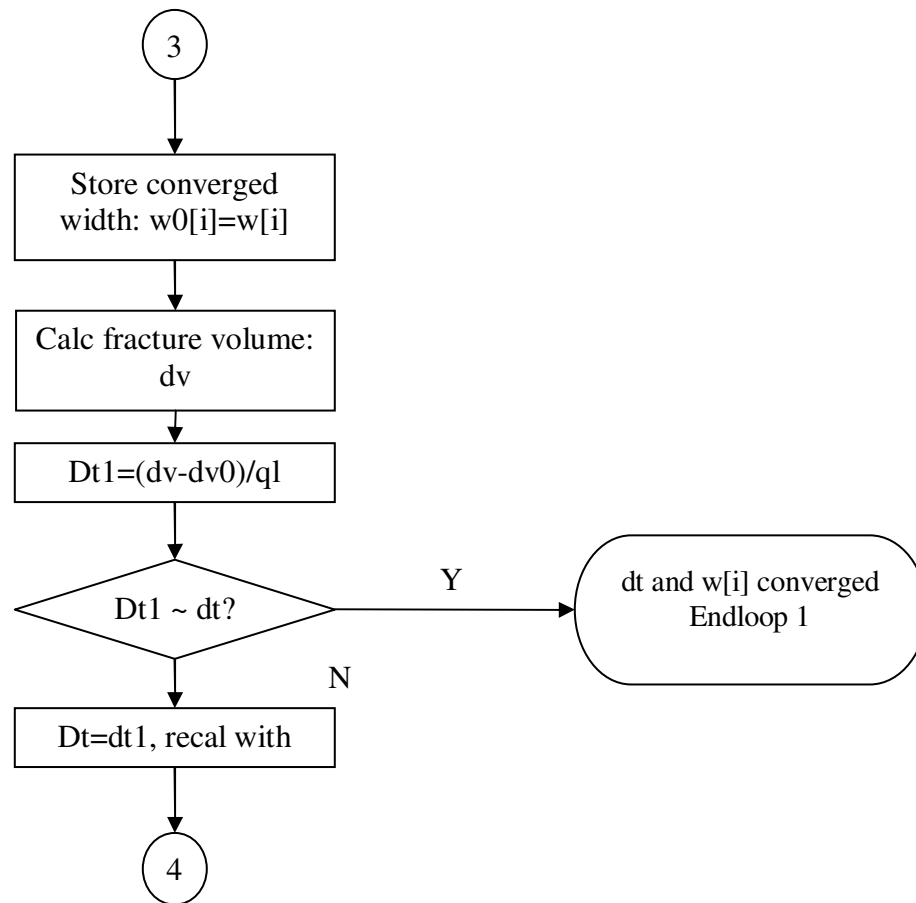 3
Store converged
width: w0[i]=w[i]
Calc fracture volume:
dv
Dt1=(dv-dv0)/ql
Dt1 ~ dt?
Y
dt and w[i] converged
Endloop 1
N
Dt=dt1, recal with
4